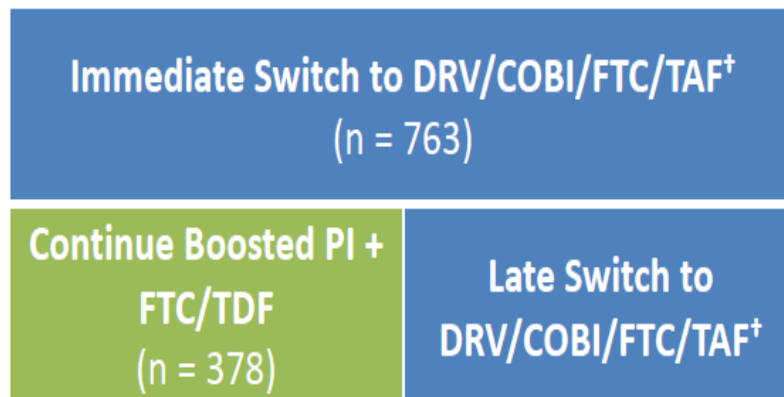 Immediate Switch to DRV/COBI/FTC/TAF†
(n = 763)
Continue Boosted PI +
FTC/TDF
(n = 378)
Late Switch to
DRV/COBI/FTC/TAF†